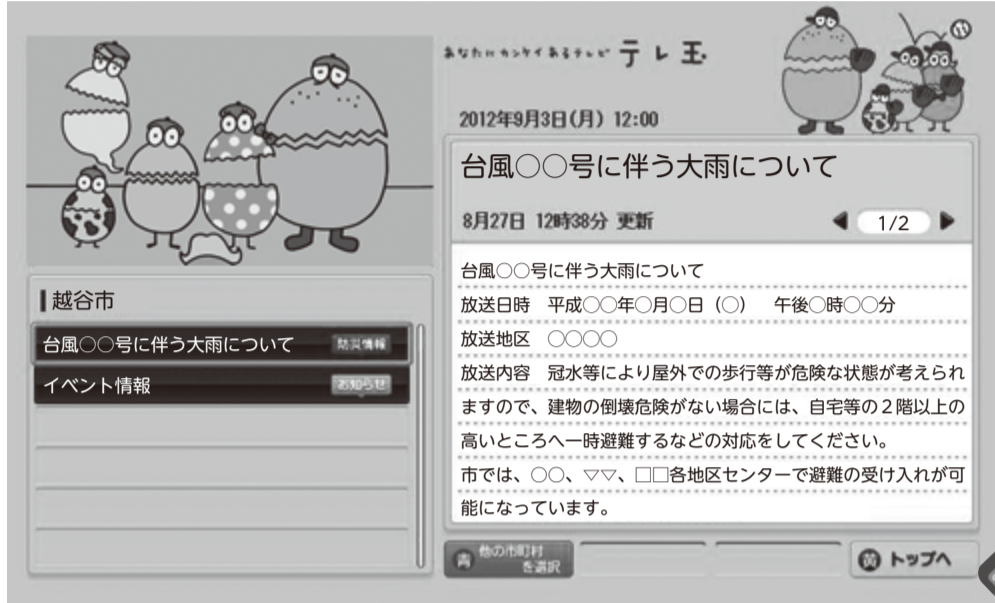 あなたにカンケイあるテレビ テレ玉
2012年9月3日(月) 12:00
台風○○号に伴う大雨について
8月27日 12時38分 更新
1/2
台風○○号に伴う大雨について
放送日時 平成○○年○月○日（○） 午後○時○○分
放送地区 ○○○○
放送内容 冠水等により屋外での歩行等が危険な状態が考えられ
ますので、建物の倒壊危険がない場合には、自宅等の２階以上の
高いところへ一時避難するなどの対応をしてください。
市では、○○、▽▽、□□各地区センターで避難の受け入れが可
能になっています。
越谷市
台風○○号に伴う大雨について 防災情報
イベント情報 お知らせ
青 他の市町村
を選択
黄 トップへ